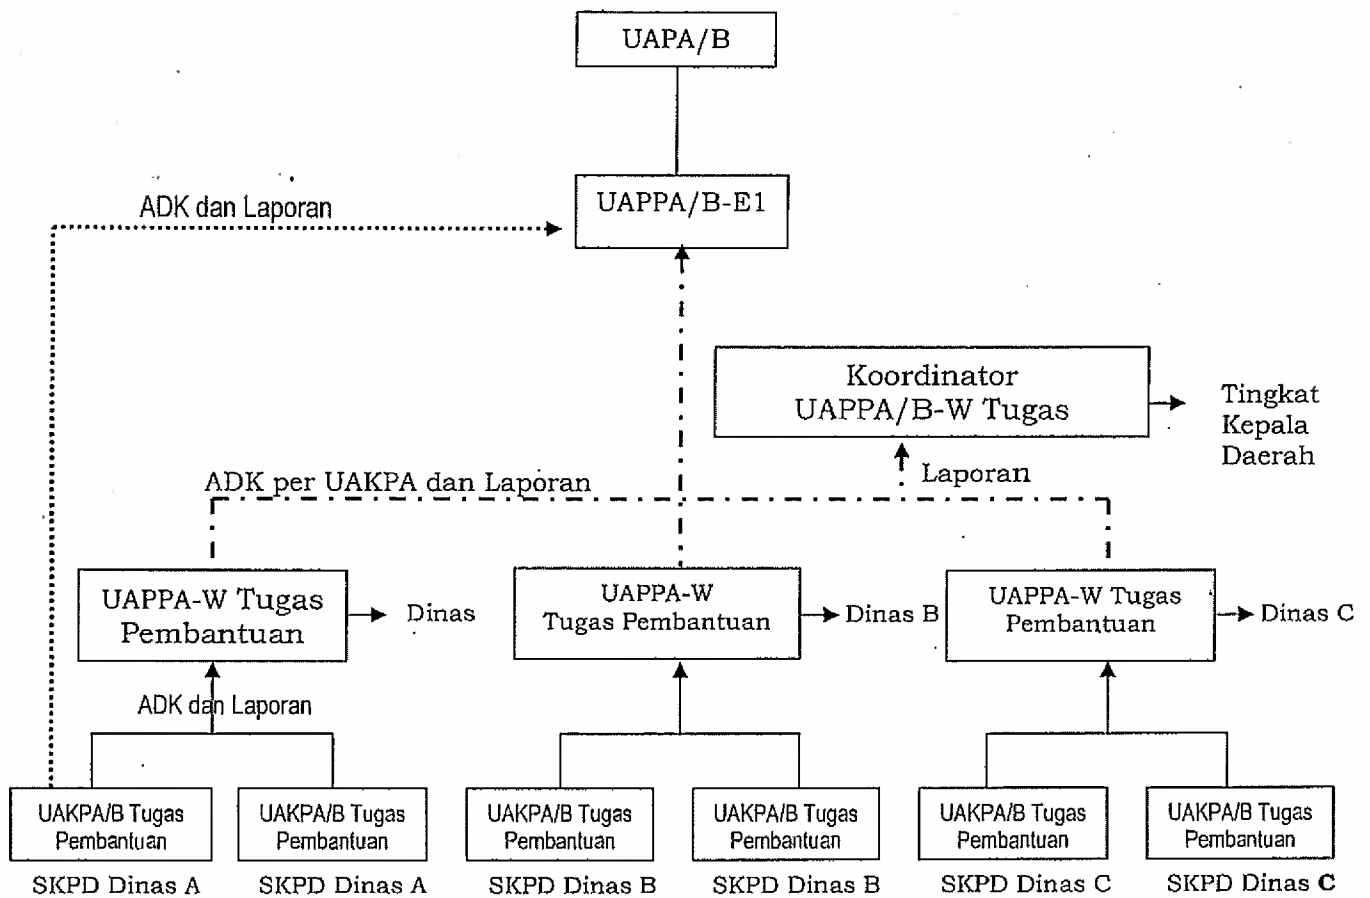 UAPA/B
UAPPA/B-E1
ADK dan Laporan
Koordinator
UAPPA/B-W Tugas
Tingkat
Kepala
Daerah
ADK per UAKPA dan Laporan
Laporan
UAPPA-W Tugas
Pembantuan
Dinas
UAPPA-W
Tugas Pembantuan
Dinas B
UAPPA-W Tugas
Pembantuan
Dinas C
ADK dan Laporan
UAKPA/B Tugas
Pembantuan
UAKPA/B Tugas
Pembantuan
UAKPA/B Tugas
Pembantuan
UAKPA/B Tugas
Pembantuan
UAKPA/B Tugas
Pembantuan
UAKPA/B Tugas
Pembantuan
SKPD Dinas A
SKPD Dinas A
SKPD Dinas B
SKPD Dinas B
SKPD Dinas C
SKPD Dinas C